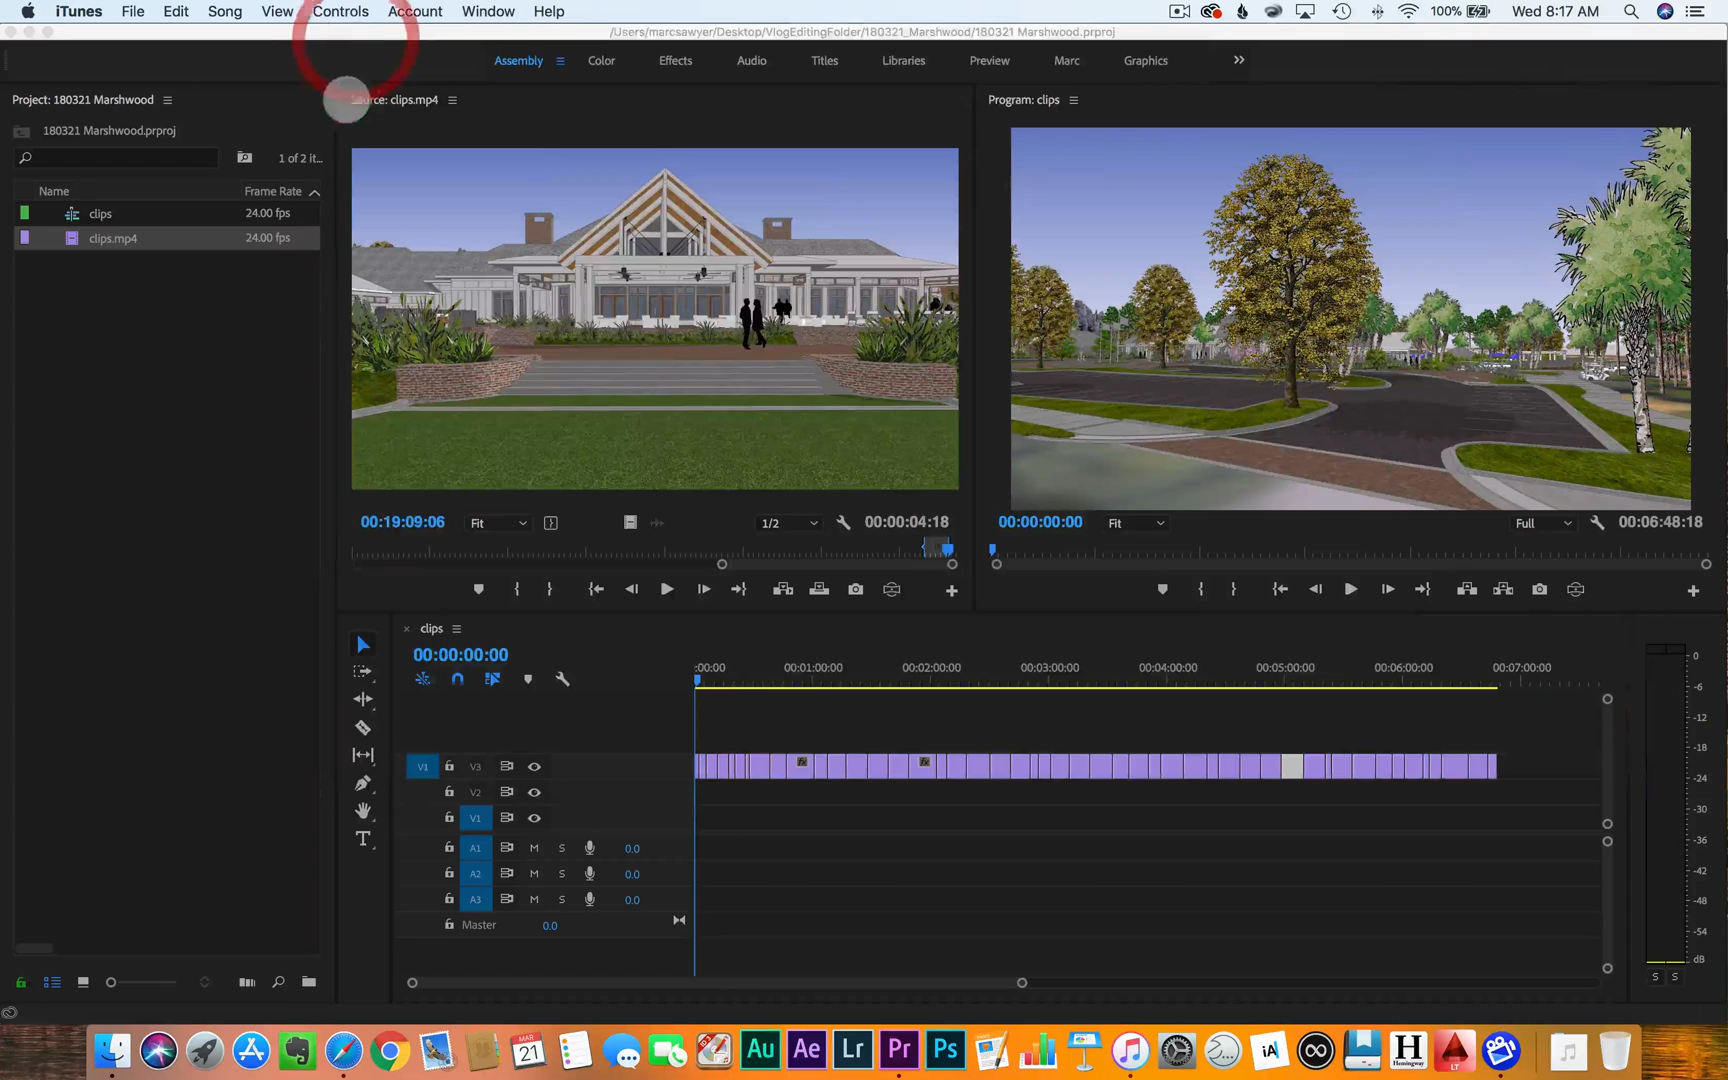 iTunes File Edit Song View Controls Account Window Help 100% Wed 8:17 AM
/Users/marcsawyer/Desktop/VlogEditingFolder/180321_Marshwood/180321 Marshwood.prproj
Assembly Color Effects Audio Titles Libraries Preview Marc Graphics
Project: 180321 Marshwood
clips.mp4
Program: clips
180321 Marshwood.prproj
1 of 2 it...
Name Frame Rate
clips 24.00 fps
clips.mp4 24.00 fps
00:19:09:06 Fit 1/2 00:00:04:18
00:00:00:00 Fit Full 00:06:48:18
clips
00:00:00:00
:00:00 00:01:00:00 00:02:00:00 00:03:00:00 00:04:00:00 00:05:00:00 00:06:00:00 00:07:00:00
V1 V3
V2
V1
A1 M S 0.0
A2 M S 0.0
A3 M S 0.0
Master 0.0
fx fx
0
-6
-12
-18
-24
-30
-36
-42
-48
-54
dB
S S
MAR
21
Au Ae Lr Pr Ps
iA
H
Hemingway
LT